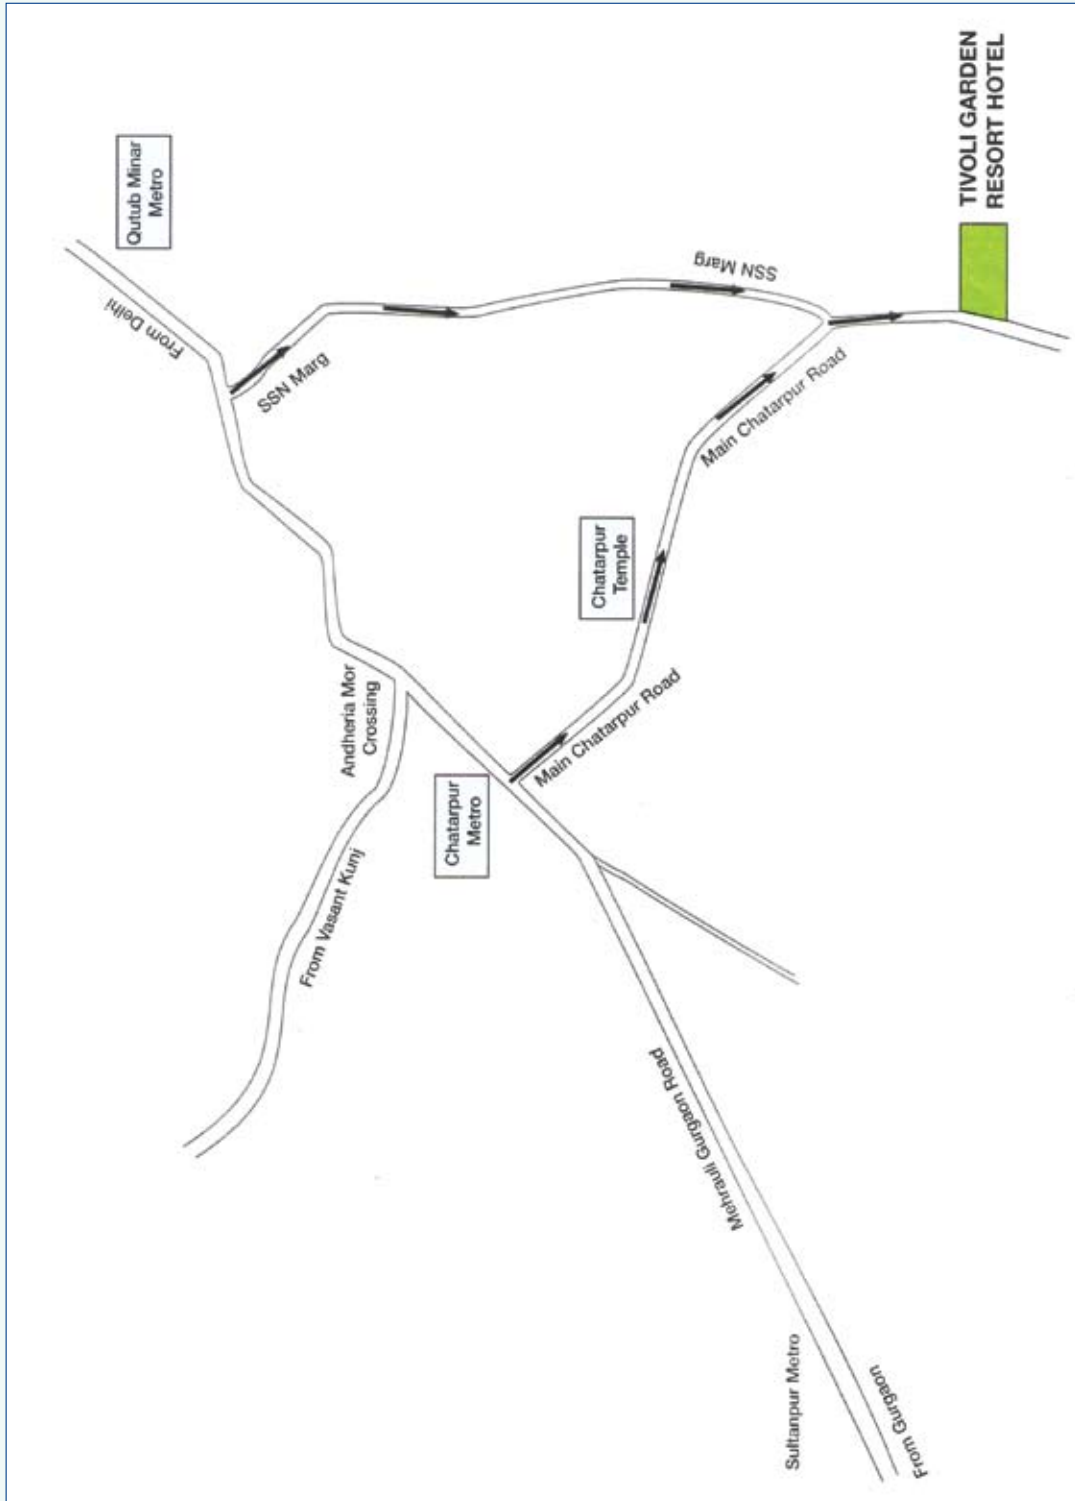 TIVOLI GARDEN
RESORT HOTEL
Qutub Minar
Metro
From Delhi
SSN Marg
SSN Marg
Main Chatarpur Road
Chatarpur
Temple
Andheria Mor
Crossing
Main Chatarpur Road
Chatarpur
Metro
From Vasant Kunj
Mehrauli Gurgaon Road
Sultanpur Metro
From Gurgaon